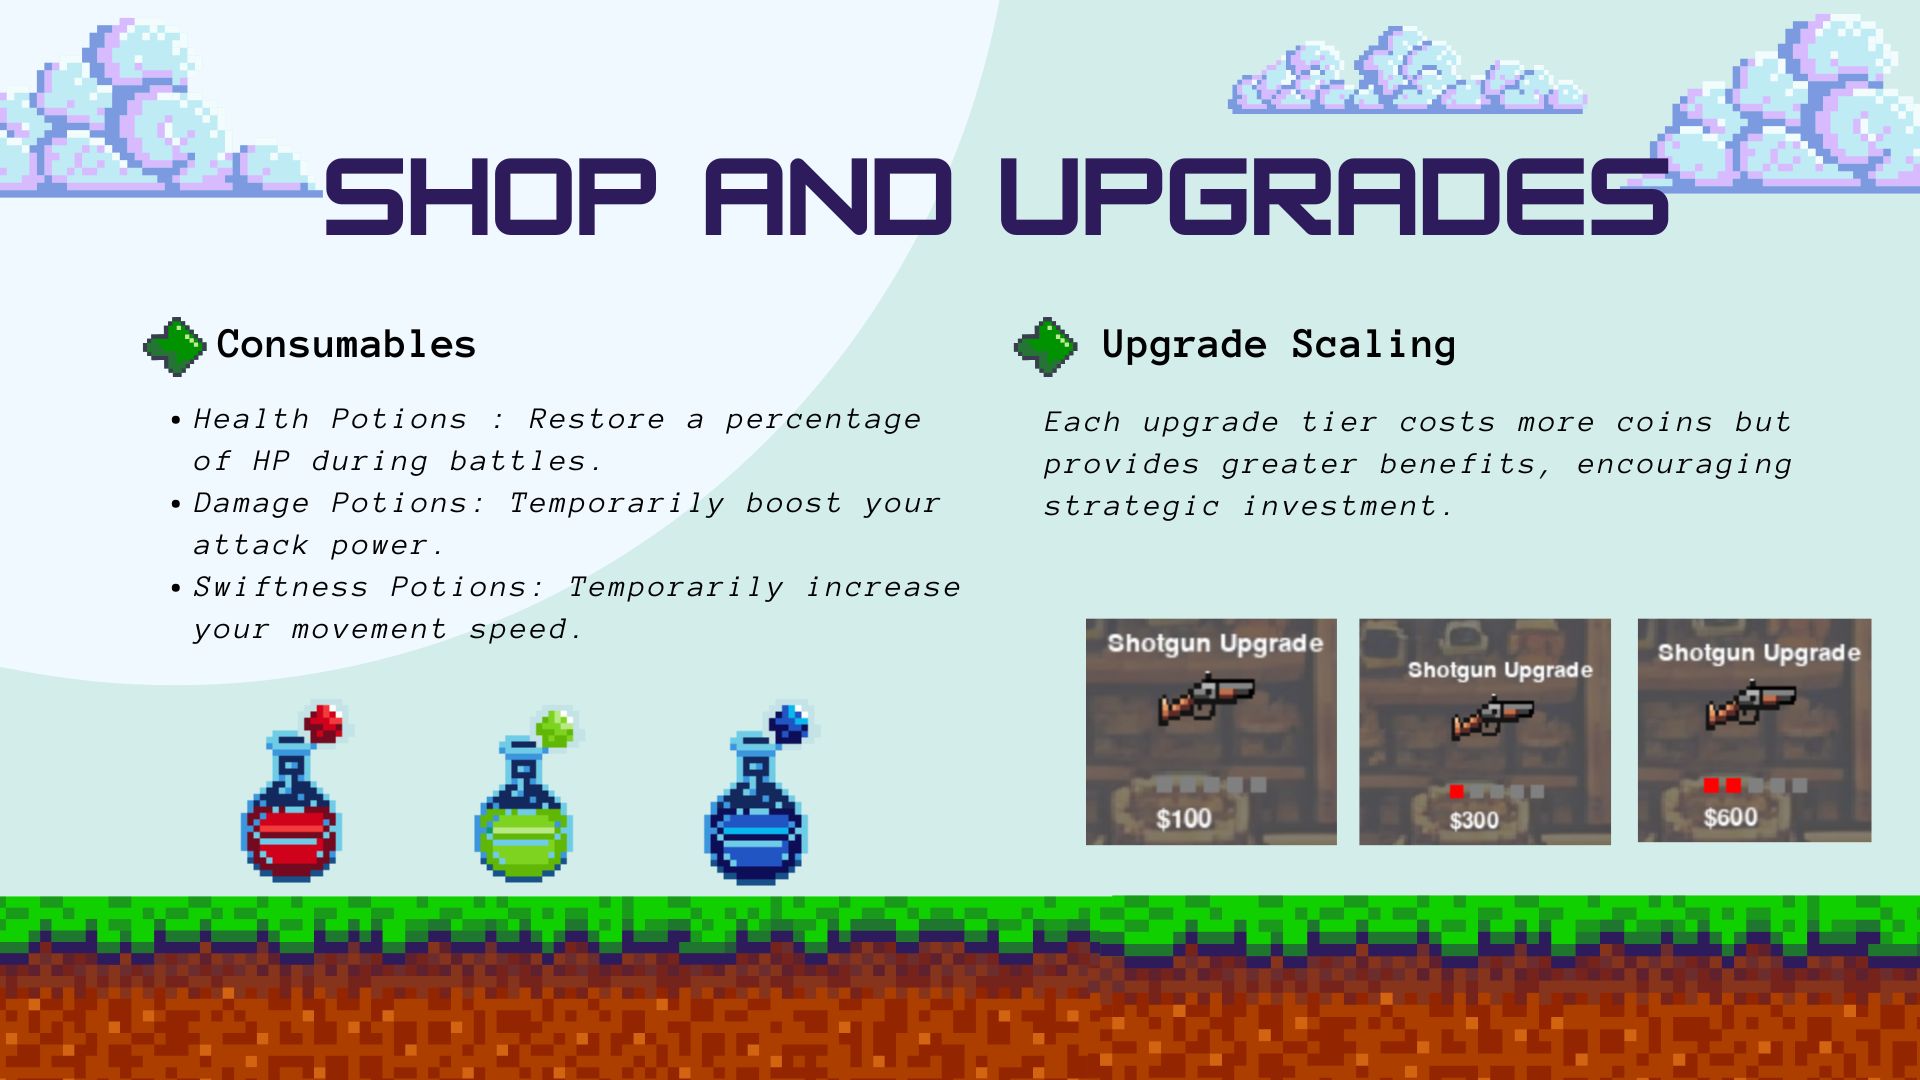 SHOP AND UPGRADES
Consumables
• Health Potions : Restore a percentage
of HP during battles.
• Damage Potions: Temporarily boost your
attack power.
• Swiftness Potions: Temporarily increase
your movement speed.
Upgrade Scaling
Each upgrade tier costs more coins but
provides greater benefits, encouraging
strategic investment.
Shotgun Upgrade
$100
Shotgun Upgrade
$300
Shotgun Upgrade
$600